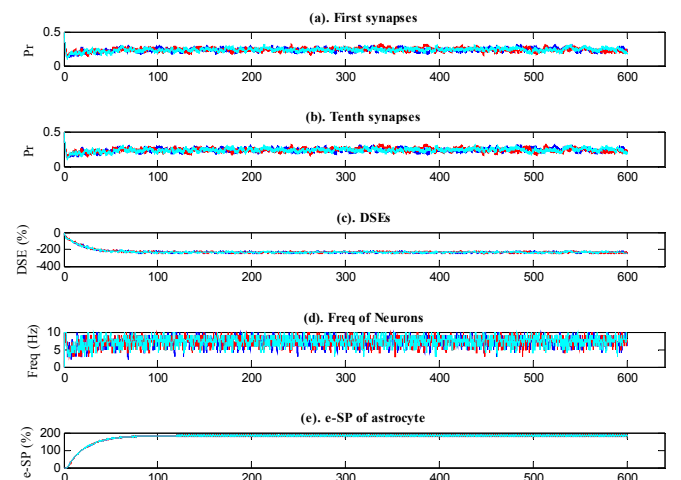 (a). First synapses
0.5
Pr
0
0 100 200 300 400 500 600
(b). Tenth synapses
0.5
Pr
0
0 100 200 300 400 500 600
(c). DSEs
0
DSE (%)
-200
-400
0 100 200 300 400 500 600
(d). Freq of Neurons
10
Freq (Hz)
5
0
0 100 200 300 400 500 600
(e). e-SP of astrocyte
200
e-SP (%)
100
0
0 100 200 300 400 500 600